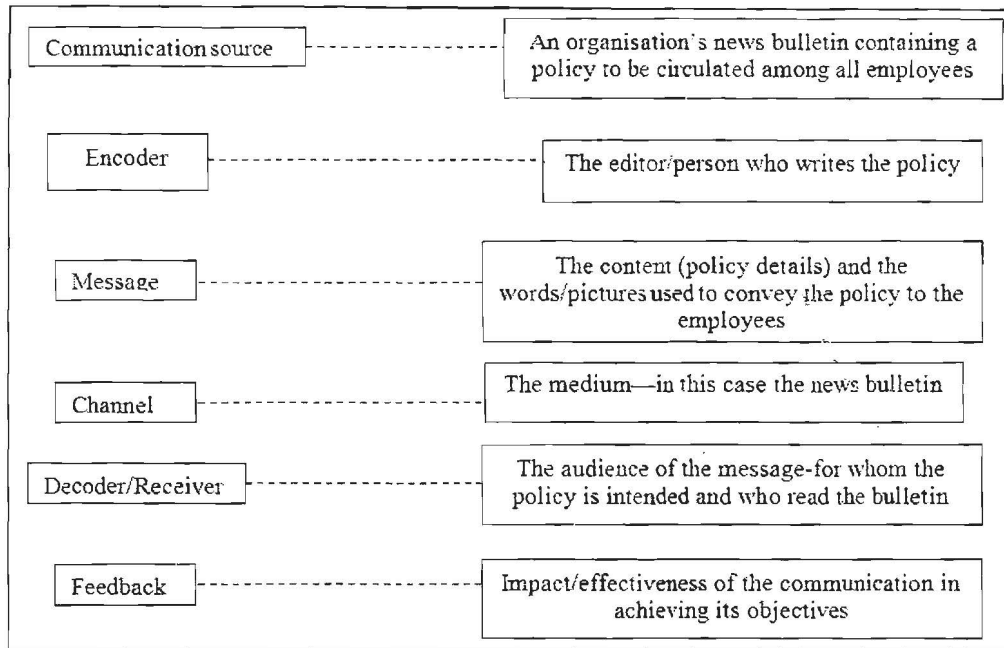 Communication source
An organisation's news bulletin containing a
policy to be circulated among all employees
Encoder
The editor/person who writes the policy
Message
The content (policy details) and the
words/pictures used to convey the policy to the
employees
Channel
The medium—in this case the news bulletin
Decoder/Receiver
The audience of the message-for whom the
policy is intended and who read the bulletin
Feedback
Impact/effectiveness of the communication in
achieving its objectives